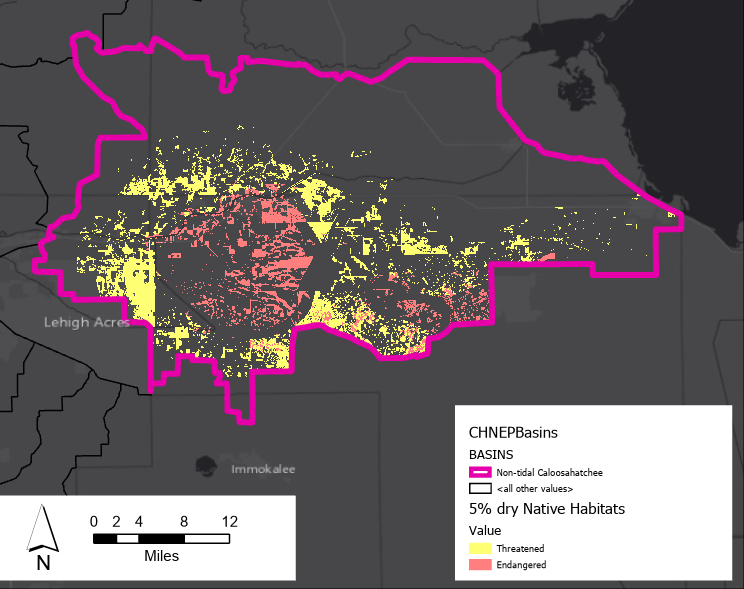 Lehigh Acres
Immokalee
CHNEPBasins
BASINS
Non-tidal Caloosahatchee
<all other values>
5% dry Native Habitats
Value
Threatened
Endangered
0 2 4 8 12
Miles
N